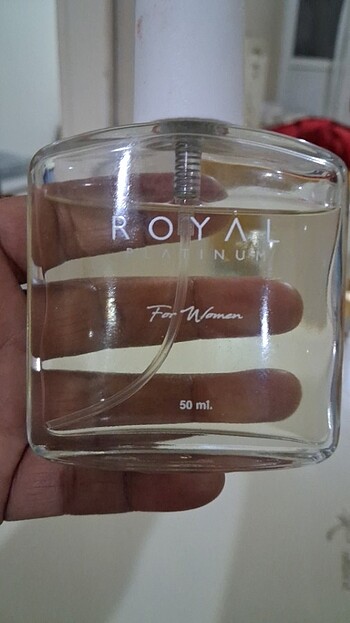 ROYAL
PLATINUM
For Women
50 ml.